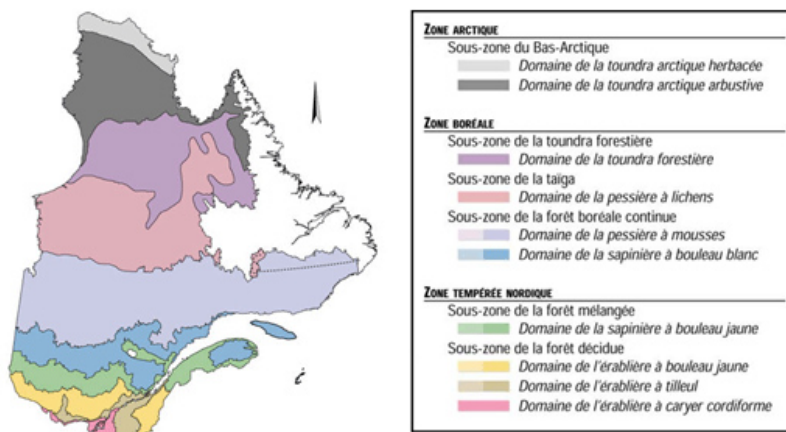 ZONE ARCTIQUE
Sous-zone du Bas-Arctique
Domaine de la toundra arctique herbacée
Domaine de la toundra arctique arbustive
ZONE BORÉALE
Sous-zone de la toundra forestière
Domaine de la toundra forestière
Sous-zone de la taïga
Domaine de la pessière à lichens
Sous-zone de la forêt boréale continue
Domaine de la pessière à mousses
Domaine de la sapinière à bouleau blanc
ZONE TEMPÉRÉE NORDIQUE
Sous-zone de la forêt mélangée
Domaine de la sapinière à bouleau jaune
Sous-zone de la forêt décidue
Domaine de l'érablière à bouleau jaune
Domaine de l'érablière à tilleul
Domaine de l'érablière à caryer cordiforme